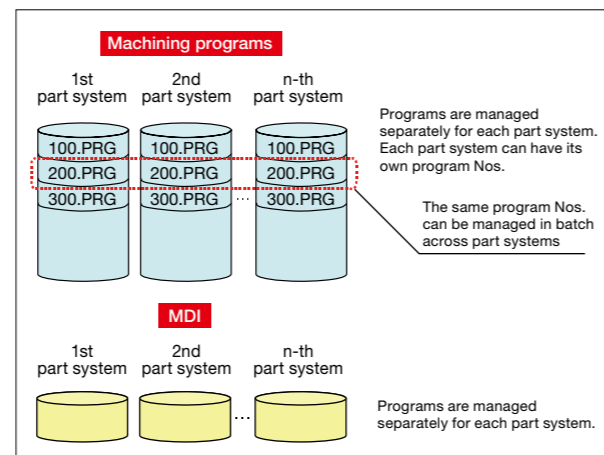 Machining programs
1st 2nd n-th
part system part system part system
100.PRG 100.PRG 100.PRG
200.PRG 200.PRG 200.PRG
300.PRG 300.PRG ... 300.PRG
Programs are managed
separately for each part system.
Each part system can have its
own program Nos.
The same program Nos.
can be managed in batch
across part systems
MDI
1st 2nd n-th
part system part system part system
...
Programs are managed
separately for each part system.